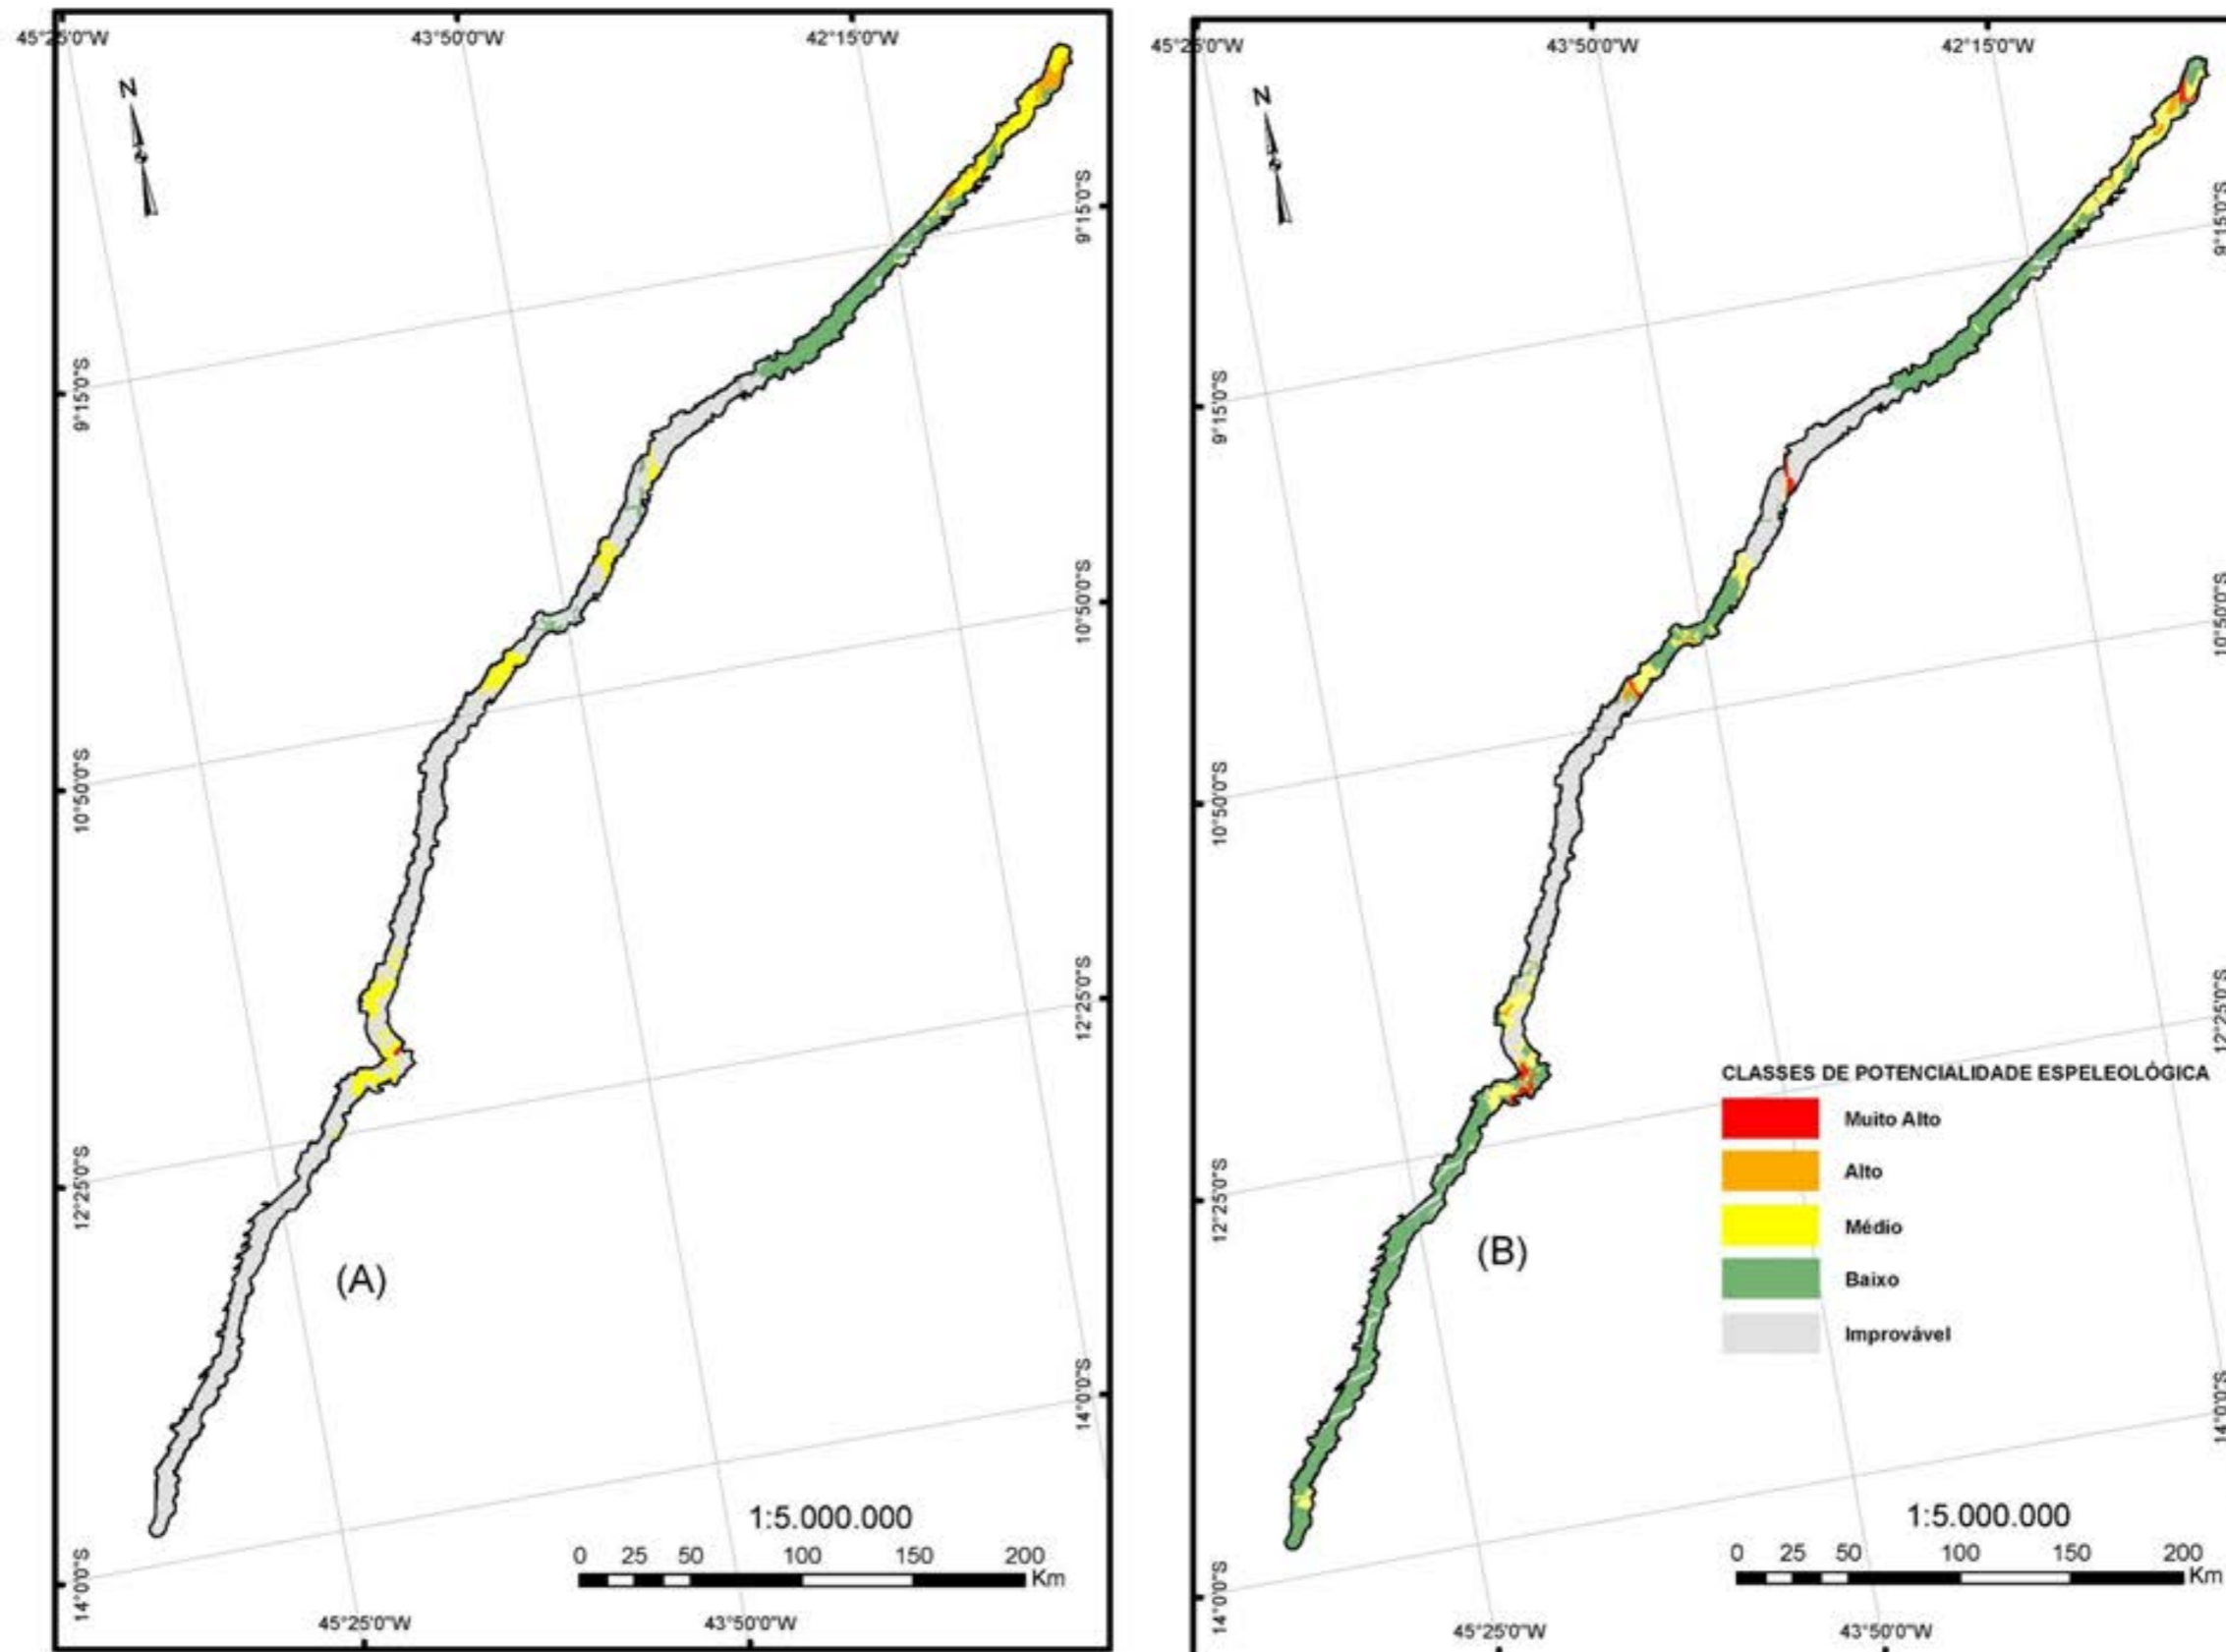 45°25'0"W 43°50'0"W 42°15'0"W
N
9°15'0"S
9°15'0"S
10°50'0"S
10°50'0"S
12°25'0"S
12°25'0"S
(A)
14°0'0"S
1:5.000.000
0 25 50 100 150 200
Km
14°0'0"S
45°25'0"W 43°50'0"W
45°25'0"W 43°50'0"W 42°15'0"W
N
9°15'0"S
9°15'0"S
10°50'0"S
10°50'0"S
12°25'0"S
CLASSES DE POTENCIALIDADE ESPELEOLÓGICA
Muito Alto
Alto
Médio
Baixo
Improvável
12°25'0"S
(B)
14°0'0"S
1:5.000.000
0 25 50 100 150 200
Km
14°0'0"S
45°25'0"W 43°50'0"W